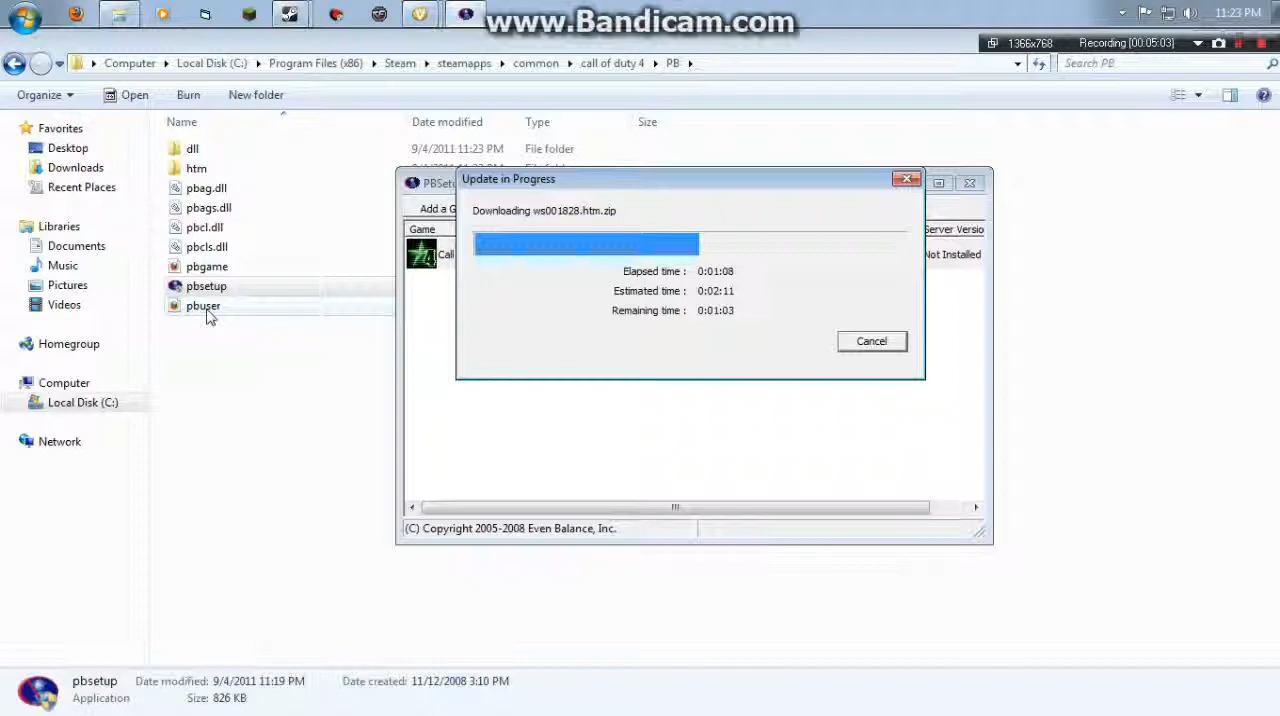 www.Bandicam.com
11:23 PM
1366x768 Recording [00:05:03]
Computer Local Disk (C:) Program Files (x86) Steam steamapps common call of duty 4 PB Search PB
Organize Open Burn New folder
Name Date modified Type Size
Favorites
Desktop
Downloads
Recent Places
Libraries
Documents
Music
Pictures
Videos
Homegroup
Computer
Local Disk (C:)
Network
dll 9/4/2011 11:23 PM File folder
htm
pbag.dll
pbags.dll
pbcl.dll
pbcls.dll
pbgame
pbsetup
pbuser
PBSetu
Add a G
Game Server Versio
Call Not Installed
Update in Progress
Downloading ws001828.htm.zip
Elapsed time : 0:01:08
Estimated time : 0:02:11
Remaining time : 0:01:03
Cancel
(C) Copyright 2005-2008 Even Balance, Inc.
pbsetup Date modified: 9/4/2011 11:19 PM Date created: 11/12/2008 3:10 PM
Application Size: 826 KB